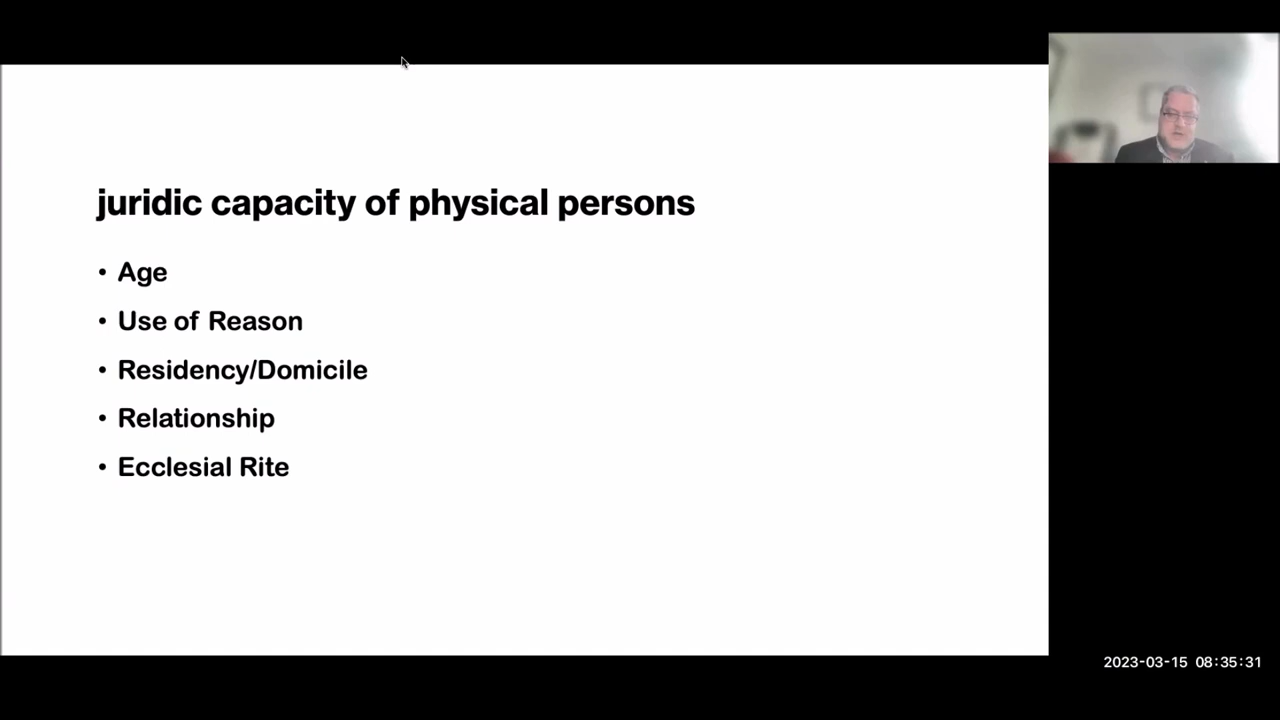 juridic capacity of physical persons
• Age
• Use of Reason
• Residency/Domicile
• Relationship
• Ecclesial Rite
2023-03-15 08:35:31